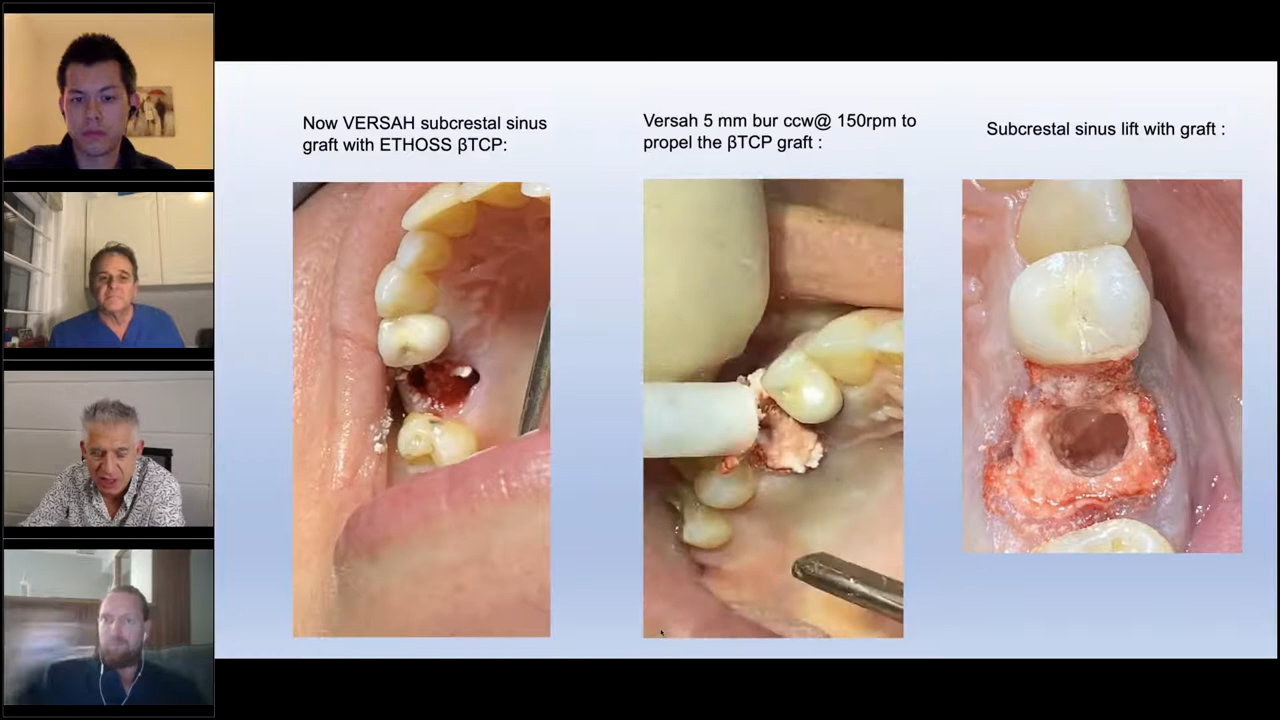 Now VERSAH subcrestal sinus
graft with ETHOSS βTCP:
Versah 5 mm bur ccw@ 150rpm to
propel the βTCP graft :
Subcrestal sinus lift with graft :